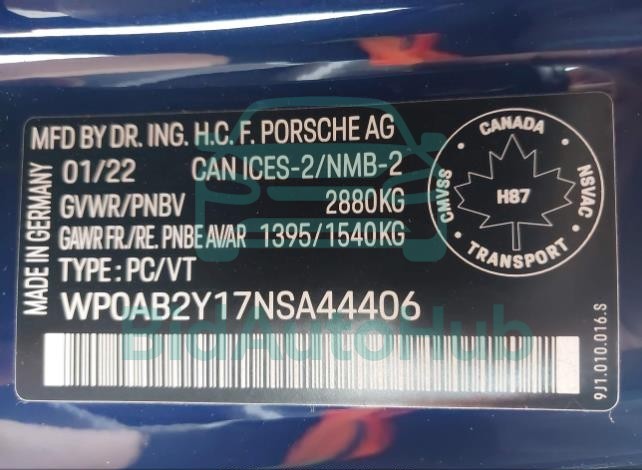 MFD BY DR. ING. H.C. F. PORSCHE AG
01/22 CAN ICES-2/NMB-2
GVWR/PNBV 2880KG
GAWR FR./RE. PNBE AV/AR 1395/1540KG
TYPE: PC/VT
WP0AB2Y17NSA44406
MADE IN GERMANY
CANADA
CMVSS
NSVAC
H87
TRANSPORT
9J1.010.016.S
BidAutoHub